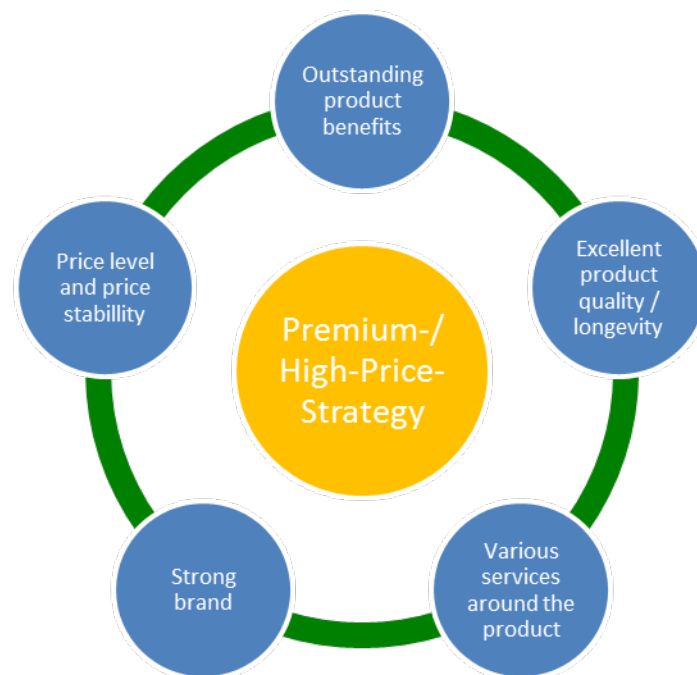 Outstanding
product
benefits
Excellent
product
quality /
longevity
Various
services
around the
product
Strong
brand
Price level
and price
stabillity
Premium-/
High-Price-
Strategy